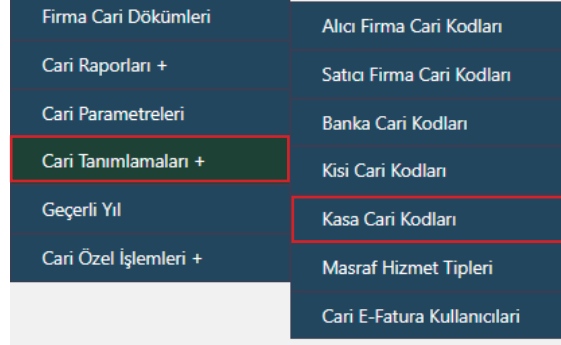 Firma Cari Dökümleri
Cari Raporları +
Cari Parametreleri
Cari Tanımlamaları +
Geçerli Yıl
Cari Özel İşlemleri +
Alıcı Firma Cari Kodları
Satıcı Firma Cari Kodları
Banka Cari Kodları
Kisi Cari Kodları
Kasa Cari Kodları
Masraf Hizmet Tipleri
Cari E-Fatura Kullanıcılari